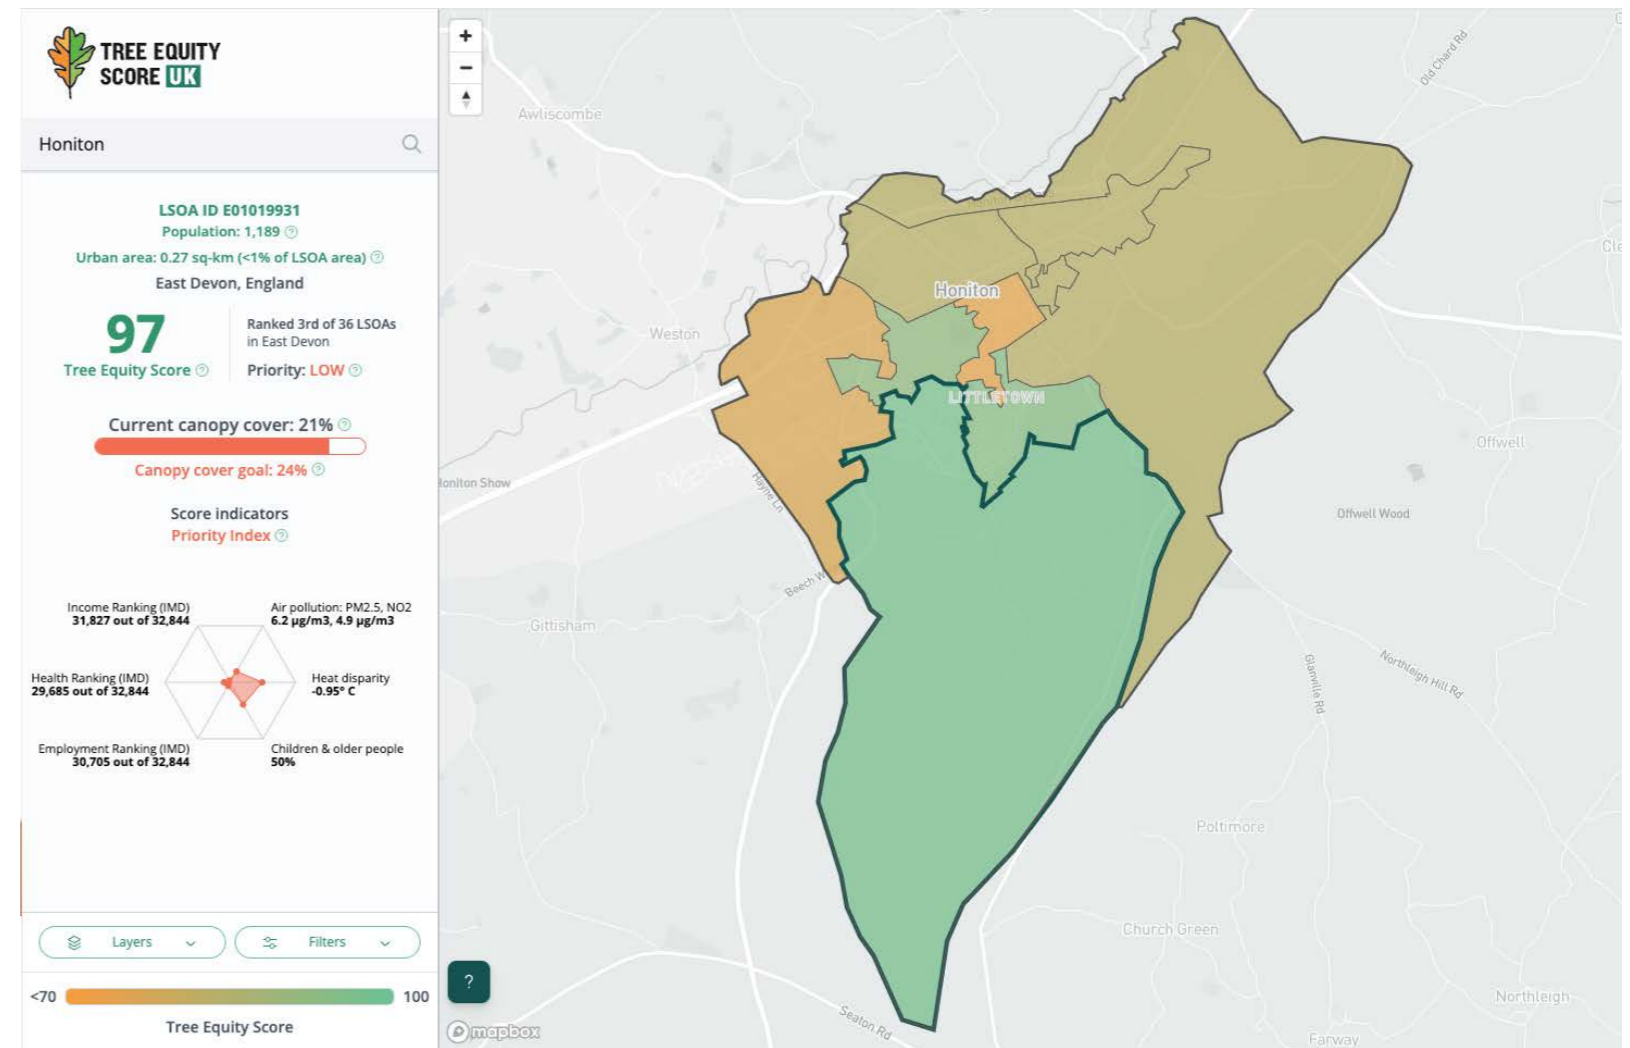 TREE EQUITY
SCORE UK
Honiton
LSOA ID E01019931
Population: 1,189
Urban area: 0.27 sq-km (<1% of LSOA area)
East Devon, England
97
Tree Equity Score
Ranked 3rd of 36 LSOAs
in East Devon
Priority: LOW
Current canopy cover: 21%
Canopy cover goal: 24%
Score indicators
Priority Index
Income Ranking (IMD)
31,827 out of 32,844
Air pollution: PM2.5, NO2
6.2 µg/m3, 4.9 µg/m3
Health Ranking (IMD)
29,685 out of 32,844
Heat disparity
-0.95° C
Employment Ranking (IMD)
30,705 out of 32,844
Children & older people
50%
Layers
Filters
<70
100
Tree Equity Score
+
−
Awliscombe
Old Chard Rd
Honiton
Weston
LITTLETOWN
Offwell
Honiton Show
Hayne Ln
Offwell Wood
Beech W
Gittisham
Northleigh Hill Rd
Glanville Rd
Poltimore
Church Green
?
Northleigh
Seaton Rd
Farway
mapbox